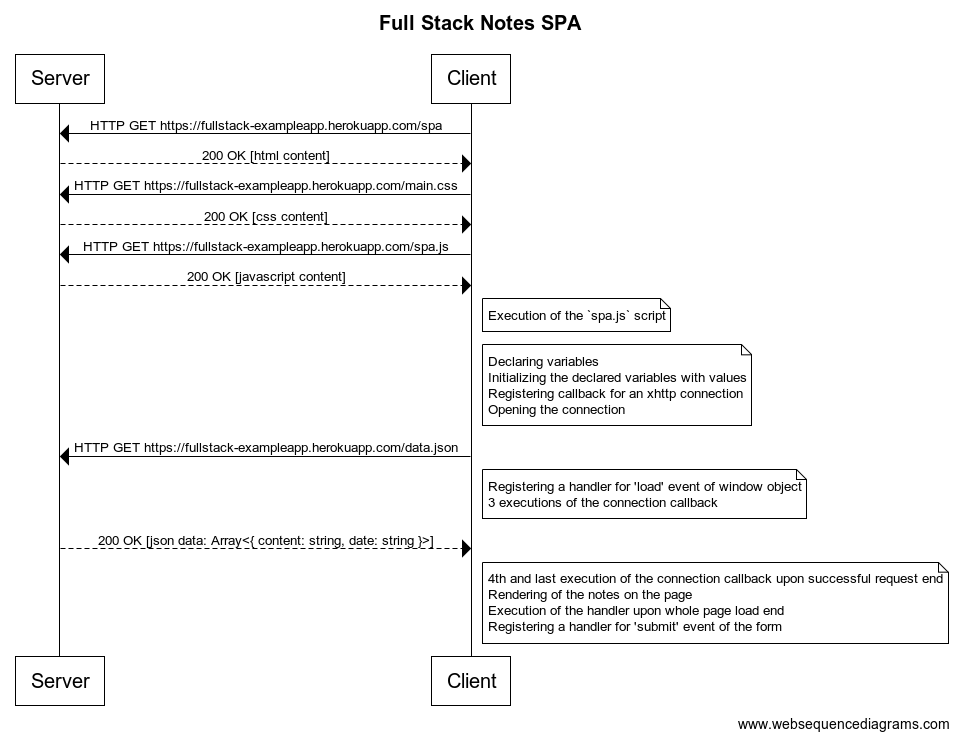 Full Stack Notes SPA
Server
Client
HTTP GET https://fullstack-exampleapp.herokuapp.com/spa
200 OK [html content]
HTTP GET https://fullstack-exampleapp.herokuapp.com/main.css
200 OK [css content]
HTTP GET https://fullstack-exampleapp.herokuapp.com/spa.js
200 OK [javascript content]
Execution of the `spa.js` script
Declaring variables
Initializing the declared variables with values
Registering callback for an xhttp connection
Opening the connection
HTTP GET https://fullstack-exampleapp.herokuapp.com/data.json
Registering a handler for 'load' event of window object
3 executions of the connection callback
200 OK [json data: Array<{ content: string, date: string }>]
4th and last execution of the connection callback upon successful request end
Rendering of the notes on the page
Execution of the handler upon whole page load end
Registering a handler for 'submit' event of the form
Server
Client
www.websequencediagrams.com